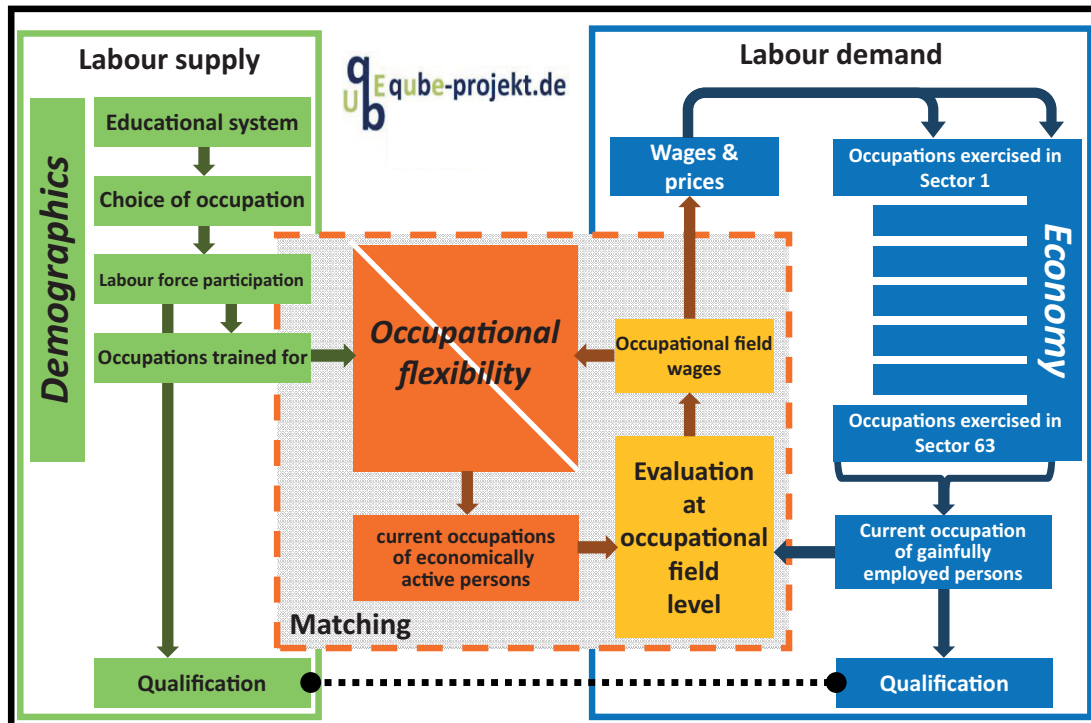 Labour supply
Demographics
Educational system
Choice of occupation
Labour force participation
Occupations trained for
Qualification
qUbE qube-projekt.de
Matching
Occupational
flexibility
current occupations
of economically
active persons
Occupational field
wages
Evaluation
at
occupational
field
level
Labour demand
Wages &
prices
Occupations exercised in
Sector 1
Economy
Occupations exercised in
Sector 63
Current occupation
of gainfully
employed persons
Qualification